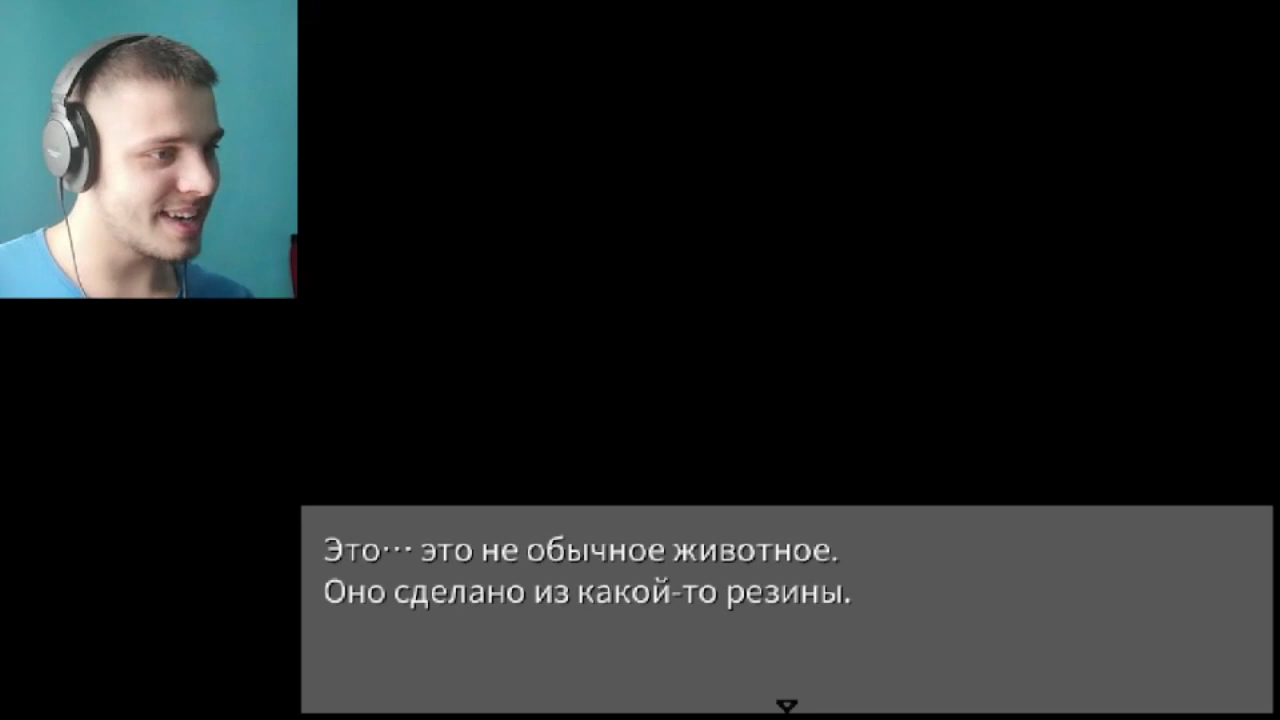 Это··· это не обычное животное.
Оно сделано из какой-то резины.